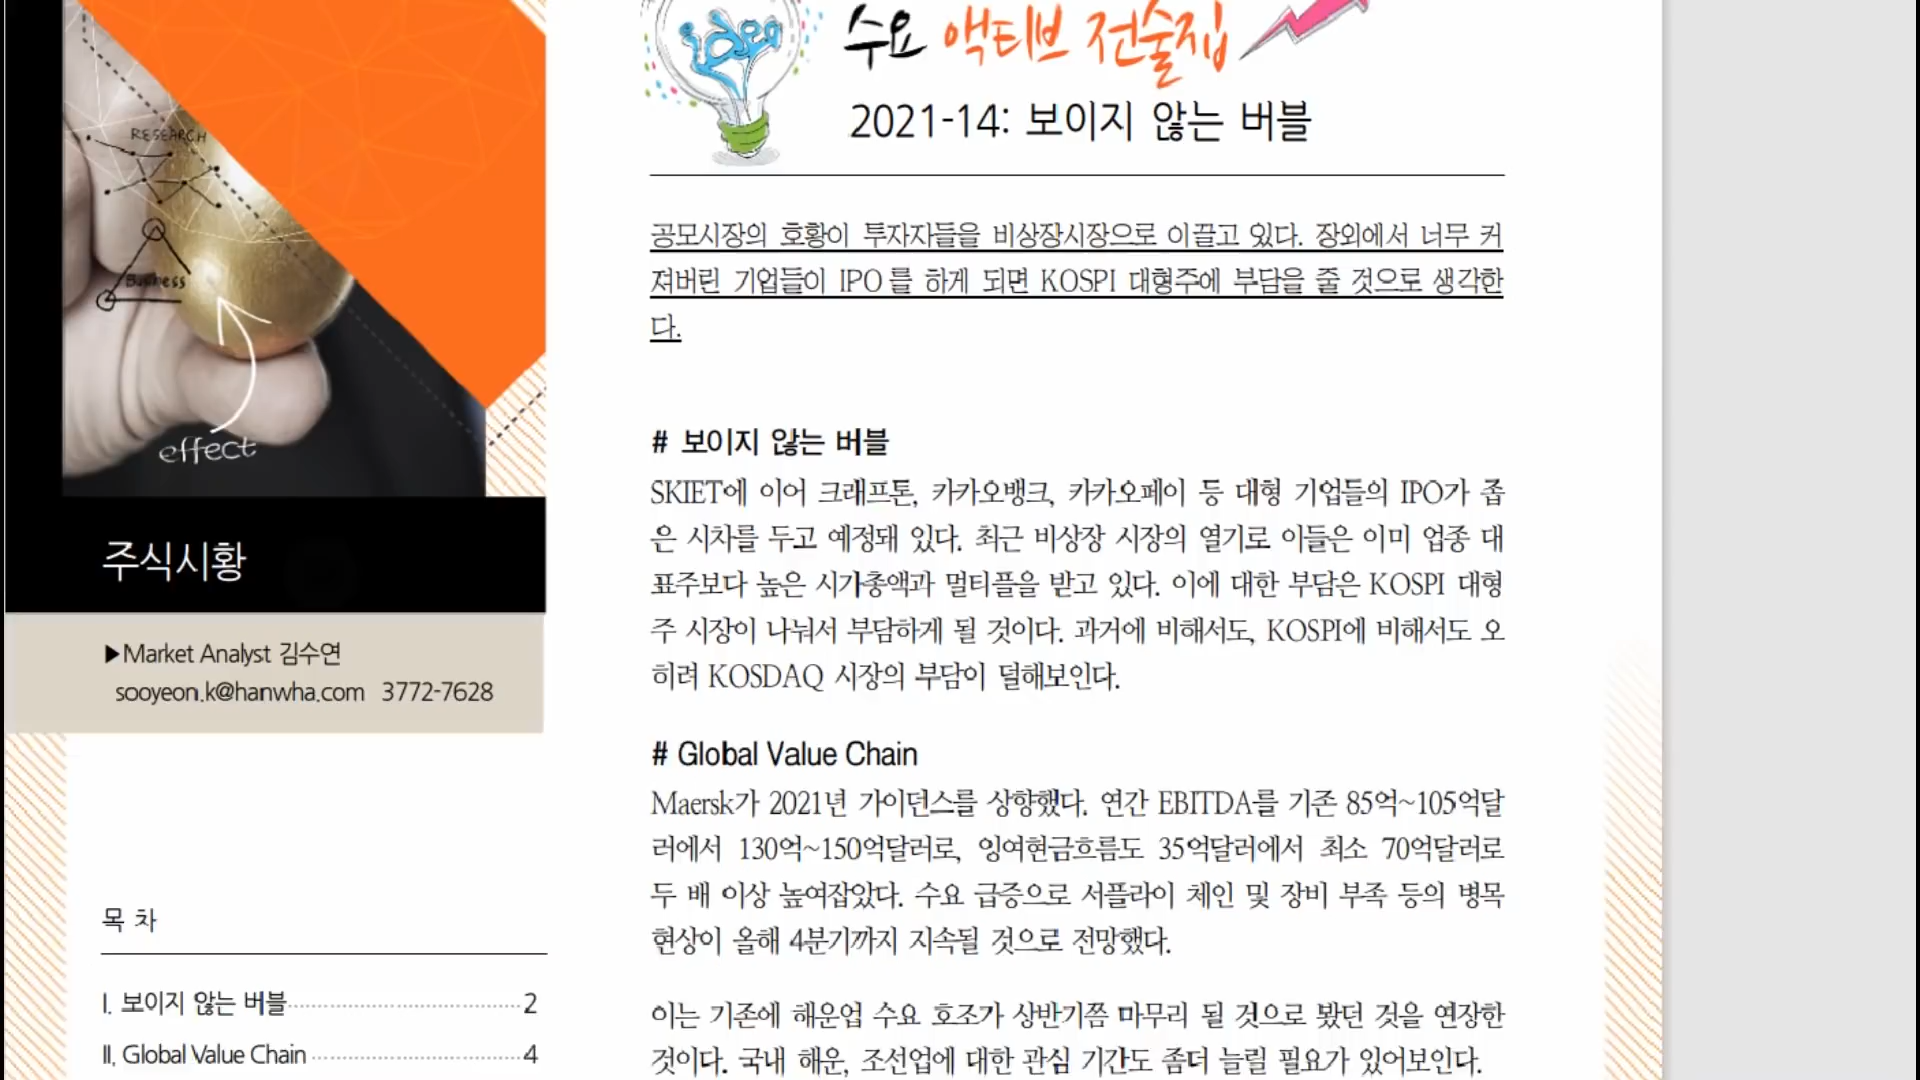 idea
수요 액티브 전술집
2021-14: 보이지 않는 버블
RESEARCH
Business
effect
주식시황
▶Market Analyst 김수연
sooyeon.k@hanwha.com 3772-7628
목 차
Ⅰ. 보이지 않는 버블 2
Ⅱ. Global Value Chain 4
공모시장의 호황이 투자자들을 비상장시장으로 이끌고 있다. 장외에서 너무 커
져버린 기업들이 IPO를 하게 되면 KOSPI 대형주에 부담을 줄 것으로 생각한
다.
# 보이지 않는 버블
SKIET에 이어 크래프톤, 카카오뱅크, 카카오페이 등 대형 기업들의 IPO가 좁
은 시차를 두고 예정돼 있다. 최근 비상장 시장의 열기로 이들은 이미 업종 대
표주보다 높은 시가총액과 멀티플을 받고 있다. 이에 대한 부담은 KOSPI 대형
주 시장이 나눠서 부담하게 될 것이다. 과거에 비해서도, KOSPI에 비해서도 오
히려 KOSDAQ 시장의 부담이 덜해보인다.
# Global Value Chain
Maersk가 2021년 가이던스를 상향했다. 연간 EBITDA를 기존 85억~105억달
러에서 130억~150억달러로, 잉여현금흐름도 35억달러에서 최소 70억달러로
두 배 이상 높여잡았다. 수요 급증으로 서플라이 체인 및 장비 부족 등의 병목
현상이 올해 4분기까지 지속될 것으로 전망했다.
이는 기존에 해운업 수요 호조가 상반기쯤 마무리 될 것으로 봤던 것을 연장한
것이다. 국내 해운, 조선업에 대한 관심 기간도 좀더 늘릴 필요가 있어보인다.